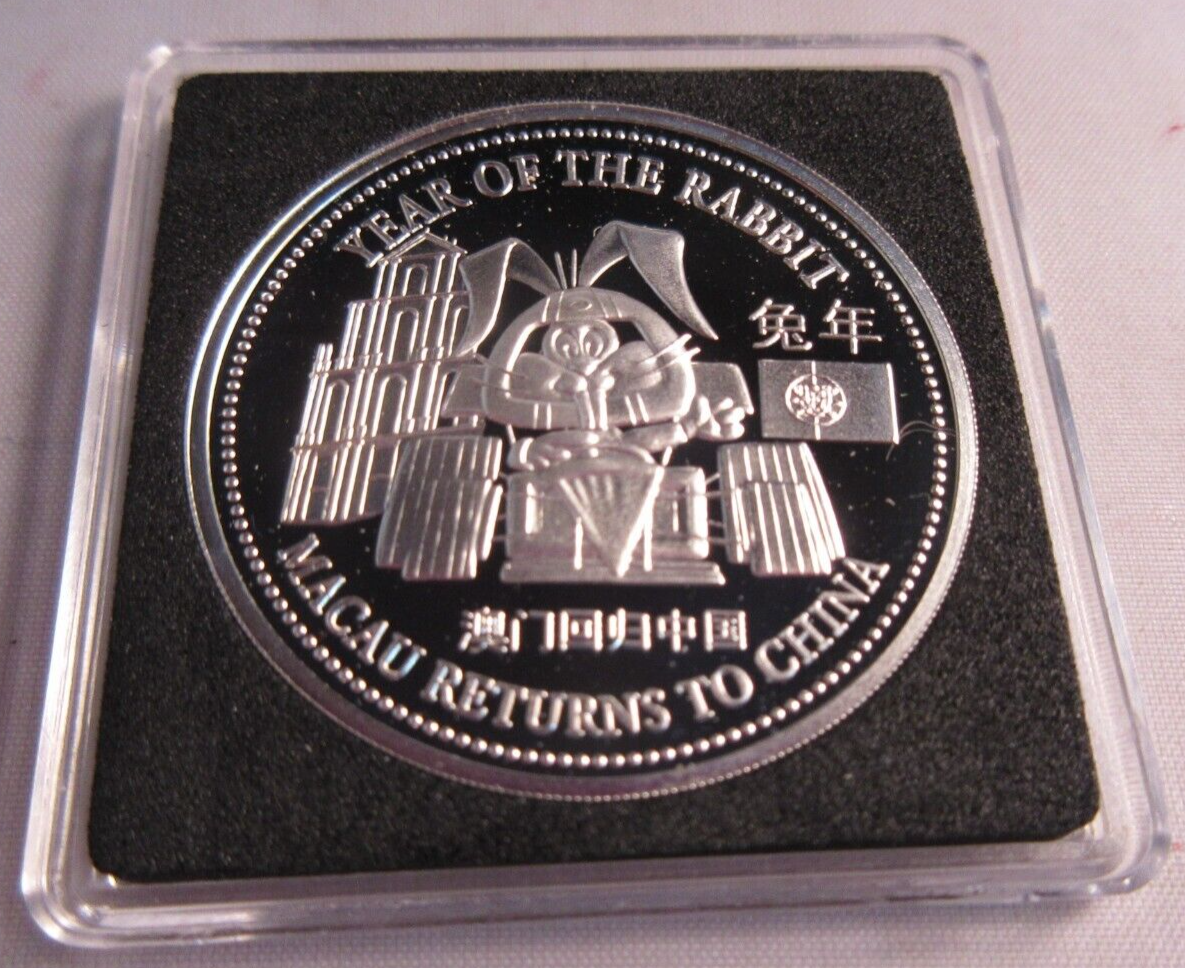 YEAR OF THE RABBIT
兔年
澳门回归中国
MACAU RETURNS TO CHINA